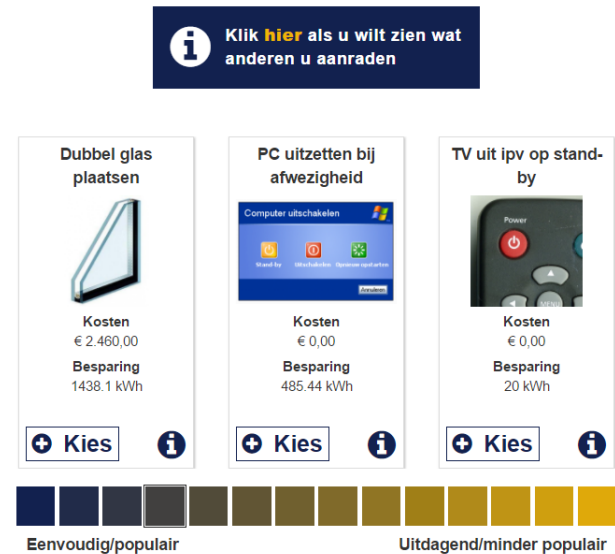 Klik hier als u wilt zien wat
anderen u aanraden
Dubbel glas
plaatsen
Kosten
€ 2.460,00
Besparing
1438.1 kWh
Kies
PC uitzetten bij
afwezigheid
Computer uitschakelen
Stand-by Uitschakelen Opnieuw opstarten
Annuleren
Kosten
€ 0,00
Besparing
485.44 kWh
Kies
TV uit ipv op stand-
by
Power
MENU
Kosten
€ 0,00
Besparing
20 kWh
Kies
Eenvoudig/populair
Uitdagend/minder populair